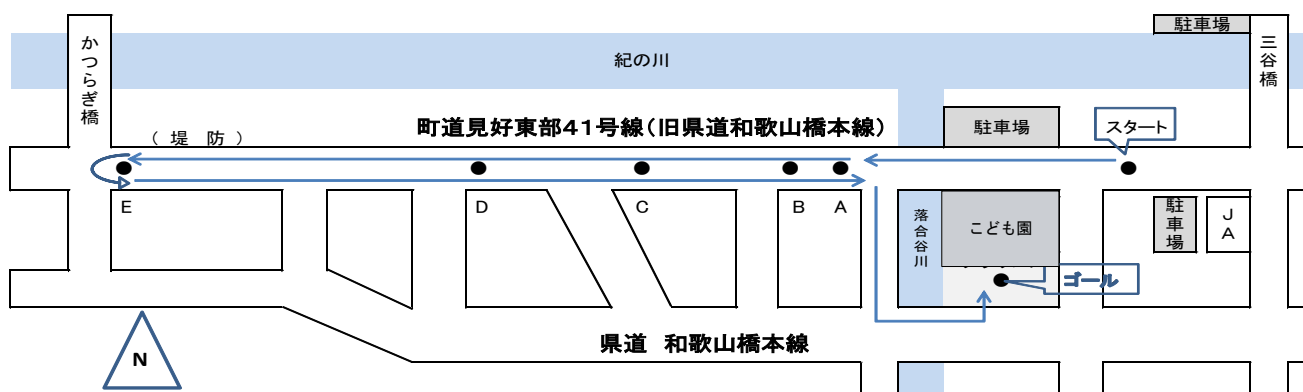 駐車場
かつらぎ橋
三谷橋
紀の川
町道見好東部41号線(旧県道和歌山橋本線)
駐車場
スタート
(堤 防)
E
D
C
B
A
落合谷川
こども園
駐車場
JA
ゴール
県道 和歌山橋本線
N